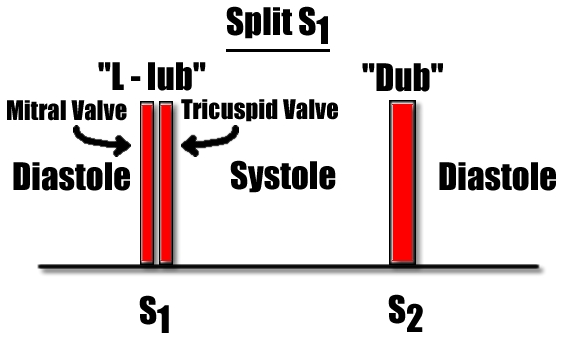 Split S1
"L - lub" "Dub"
Mitral Valve Tricuspid Valve
Diastole Systole Diastole
S1 S2